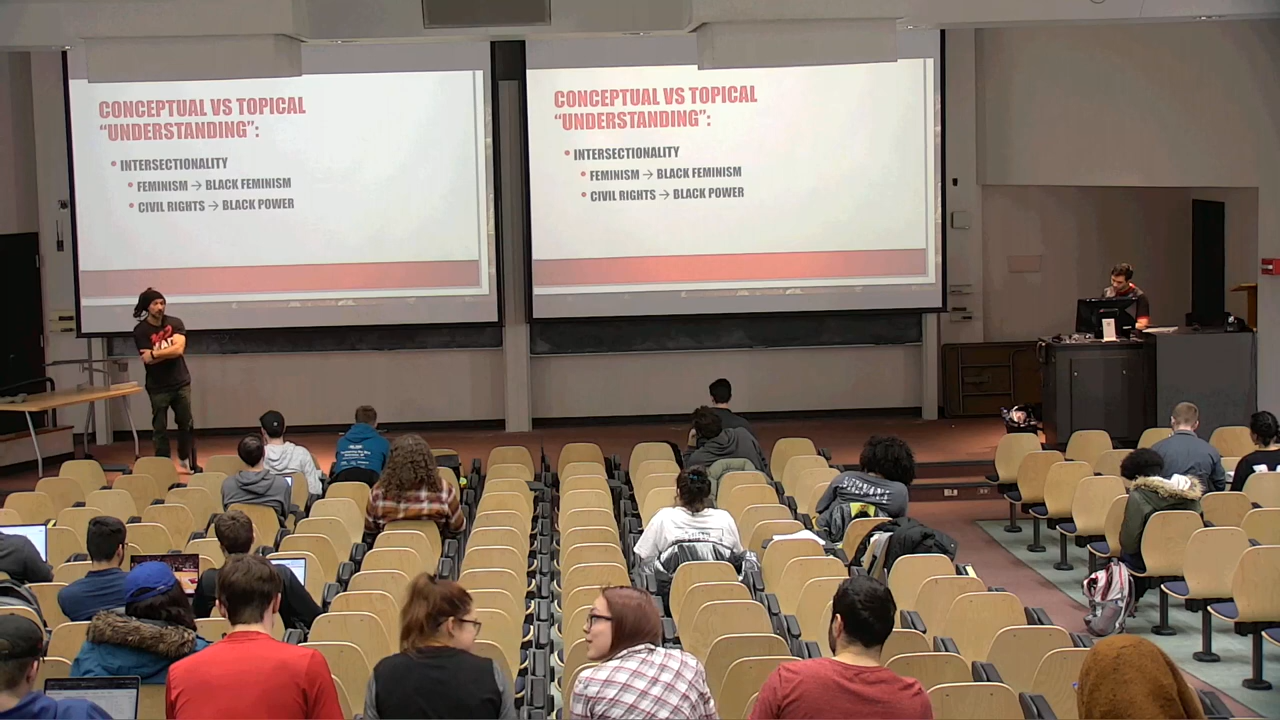 CONCEPTUAL VS TOPICAL
"UNDERSTANDING":
• INTERSECTIONALITY
• FEMINISM → BLACK FEMINISM
• CIVIL RIGHTS → BLACK POWER
CONCEPTUAL VS TOPICAL
"UNDERSTANDING":
• INTERSECTIONALITY
• FEMINISM → BLACK FEMINISM
• CIVIL RIGHTS → BLACK POWER